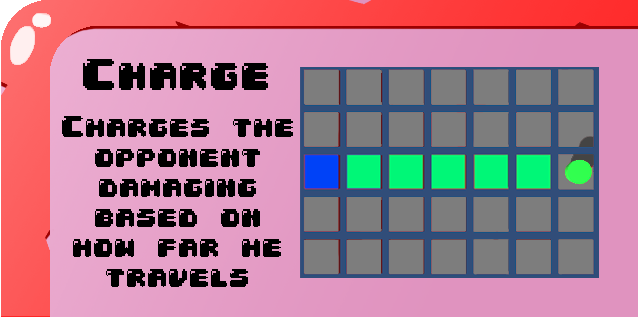 Charge
Charges the
opponent
damaging
based on
how far he
travels